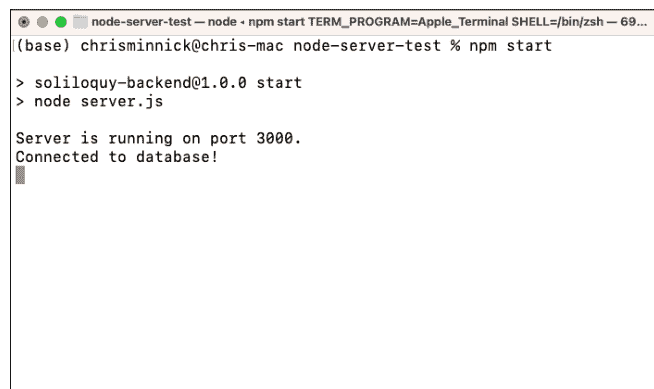 node-server-test — node ◂ npm start TERM_PROGRAM=Apple_Terminal SHELL=/bin/zsh — 69...
(base) chrisminnick@chris-mac node-server-test % npm start
> soliloquy-backend@1.0.0 start
> node server.js
Server is running on port 3000.
Connected to database!